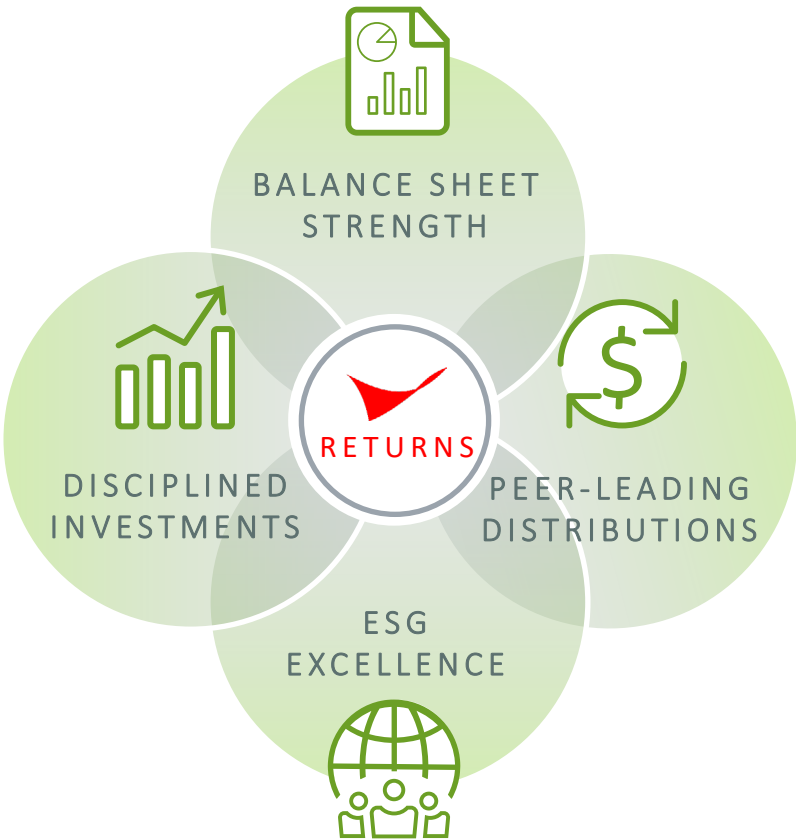 BALANCE SHEET
STRENGTH
RETURNS
DISCIPLINED
INVESTMENTS
PEER-LEADING
DISTRIBUTIONS
$
ESG
EXCELLENCE